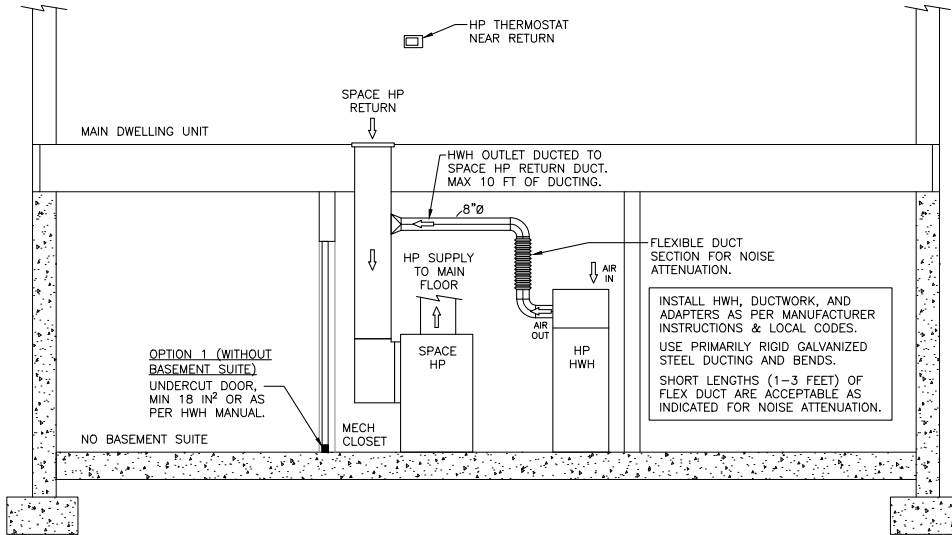 HP THERMOSTAT
NEAR RETURN
SPACE HP
RETURN
MAIN DWELLING UNIT
HWH OUTLET DUCTED TO
SPACE HP RETURN DUCT.
MAX 10 FT OF DUCTING.
8"Ø
FLEXIBLE DUCT
SECTION FOR NOISE
ATTENUATION.
HP SUPPLY
TO MAIN
FLOOR
AIR
IN
AIR
OUT
INSTALL HWH, DUCTWORK, AND
ADAPTERS AS PER MANUFACTURER
INSTRUCTIONS & LOCAL CODES.
USE PRIMARILY RIGID GALVANIZED
STEEL DUCTING AND BENDS.
SHORT LENGTHS (1-3 FEET) OF
FLEX DUCT ARE ACCEPTABLE AS
INDICATED FOR NOISE ATTENUATION.
SPACE
HP
HP
HWH
OPTION 1 (WITHOUT
BASEMENT SUITE)
UNDERCUT DOOR,
MIN 18 IN² OR AS
PER HWH MANUAL.
NO BASEMENT SUITE
MECH
CLOSET